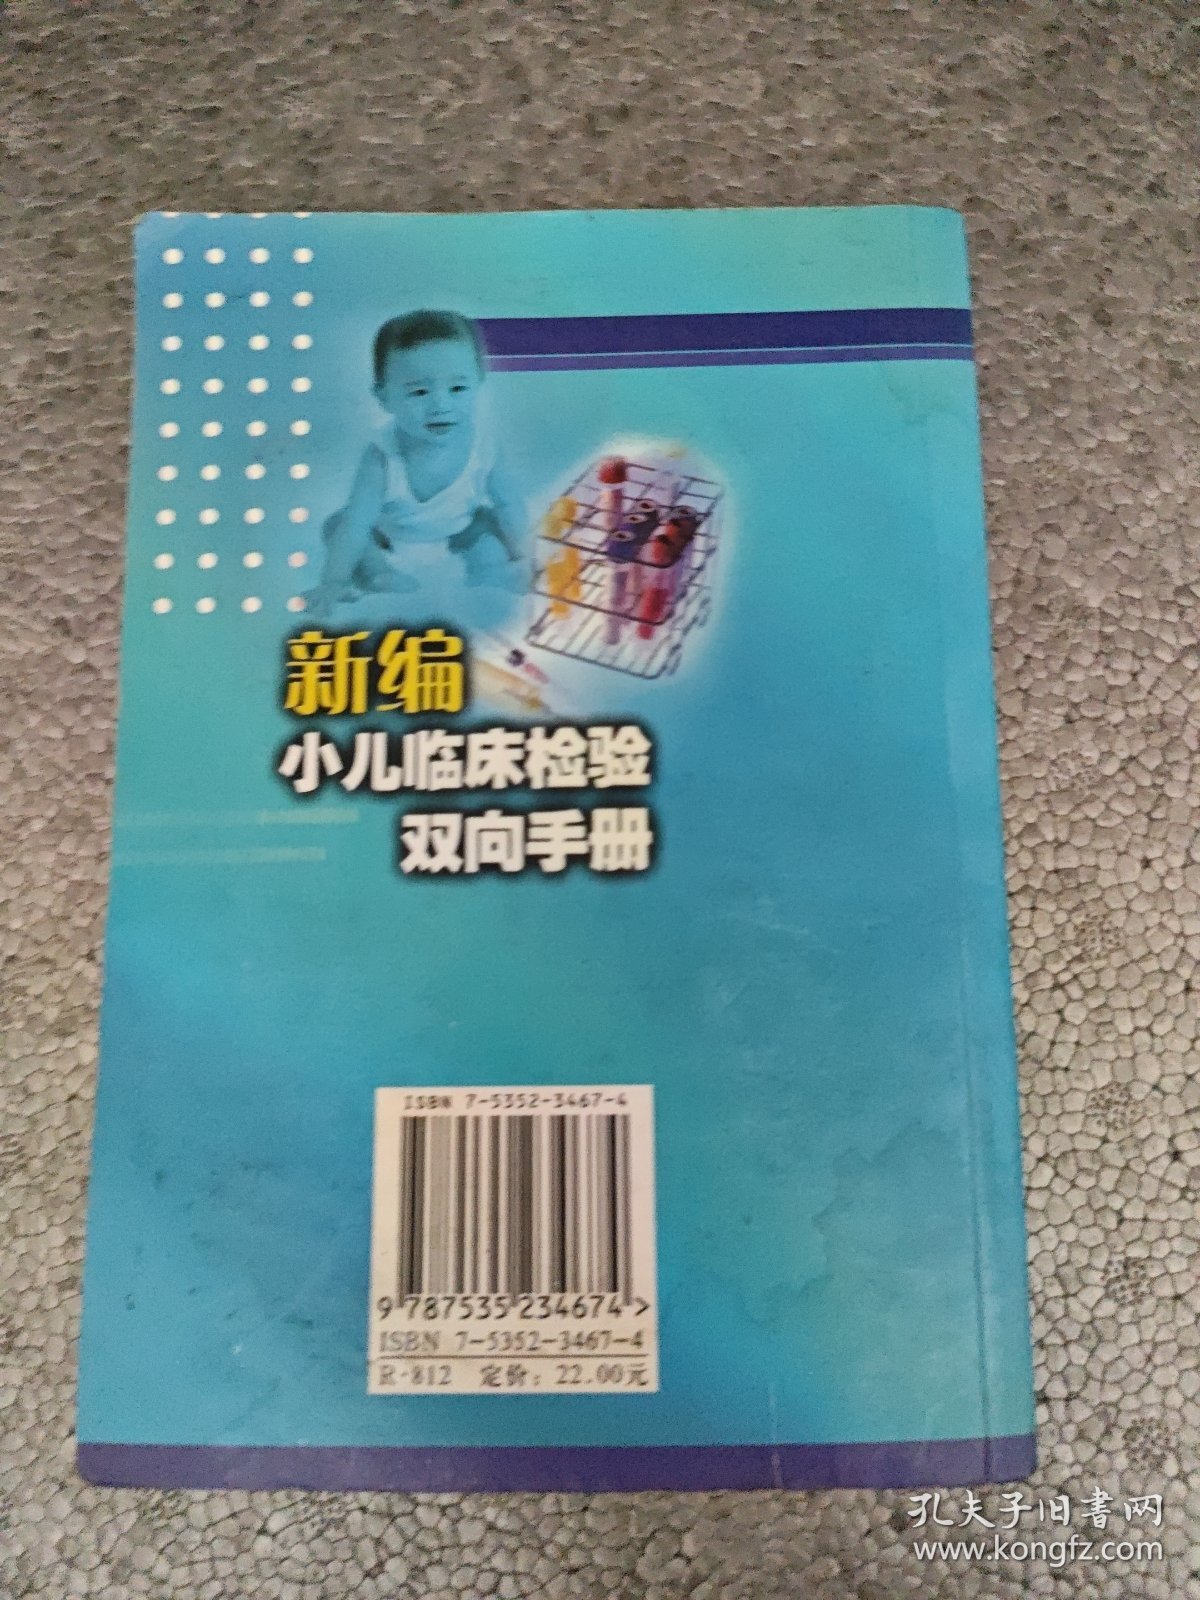 新编
小儿临床检验
双向手册
ISBN 7-5352-3467-4
9 787535 234674 >
ISBN 7-5352-3467-4
R·812 定价：22.00元
孔夫子旧書网
www.kongfz.com